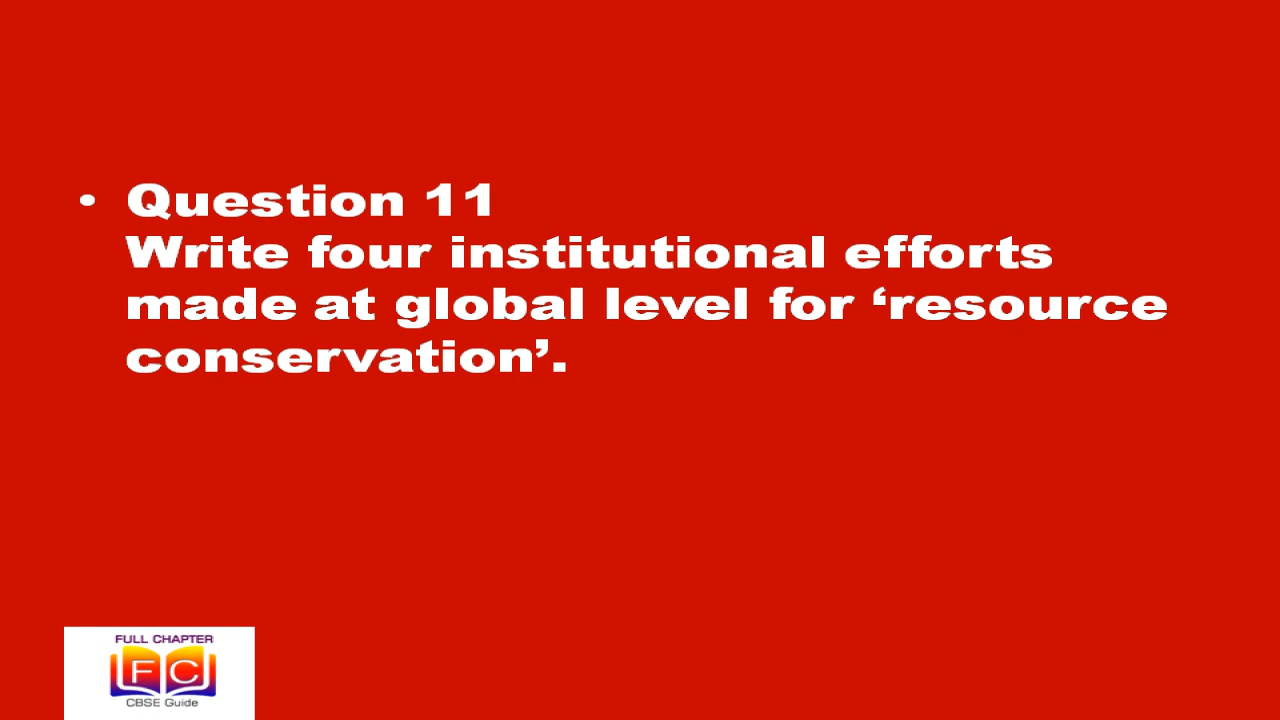 • Question 11
Write four institutional efforts
made at global level for ‘resource
conservation’.
FULL CHAPTER
FC
CBSE Guide